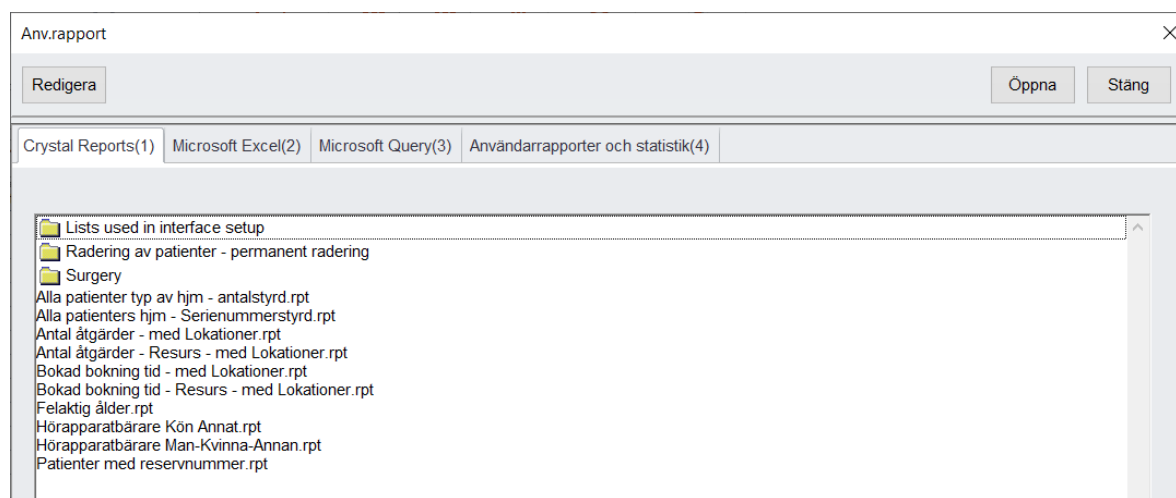 Anv.rapport
Redigera Öppna Stäng
Crystal Reports(1) Microsoft Excel(2) Microsoft Query(3) Användarrapporter och statistik(4)
Lists used in interface setup
Radering av patienter - permanent radering
Surgery
Alla patienter typ av hjm - antalstyrd.rpt
Alla patienters hjm - Serienummerstyrd.rpt
Antal åtgärder - med Lokationer.rpt
Antal åtgärder - Resurs - med Lokationer.rpt
Bokad bokning tid - med Lokationer.rpt
Bokad bokning tid - Resurs - med Lokationer.rpt
Felaktig ålder.rpt
Hörapparatbärare Kön Annat.rpt
Hörapparatbärare Man-Kvinna-Annan.rpt
Patienter med reservnummer.rpt